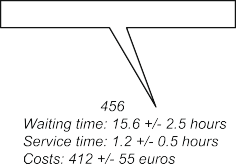 456
Waiting time: 15.6 +/- 2.5 hours
Service time: 1.2 +/- 0.5 hours
Costs: 412 +/- 55 euros